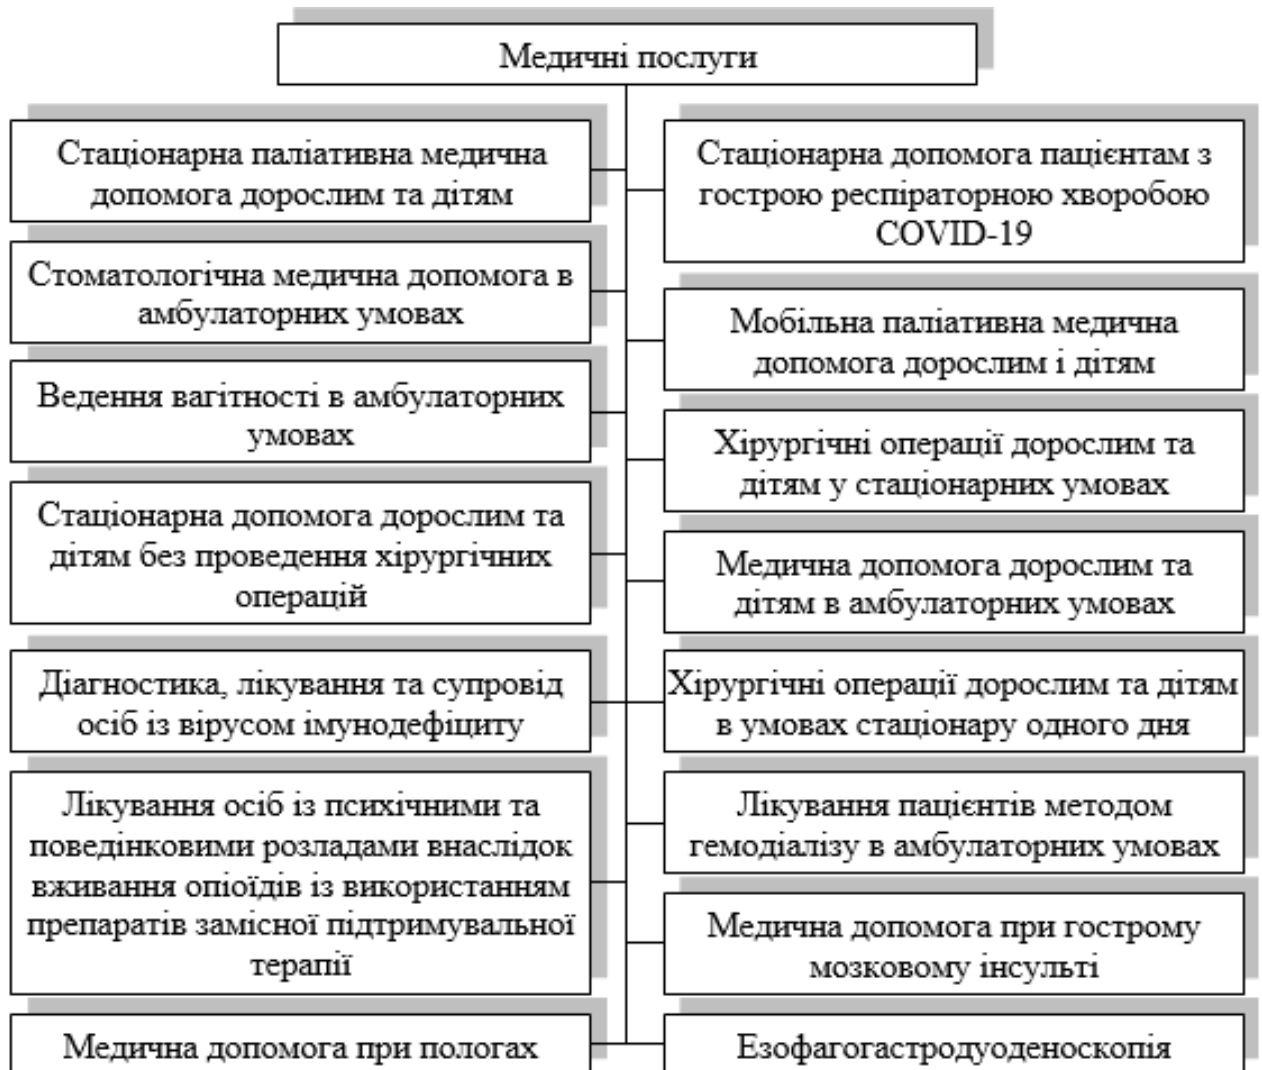 Медичні послуги
Стаціонарна паліативна медична
допомога дорослим та дітям
Стоматологічна медична допомога в
амбулаторних умовах
Ведення вагітності в амбулаторних
умовах
Стаціонарна допомога дорослим та
дітям без проведення хірургічних
операцій
Діагностика, лікування та супровід
осіб із вірусом імунодефіциту
Лікування осіб із психічними та
поведінковими розладами внаслідок
вживання опіоїдів із використанням
препаратів замісної підтримувальної
терапії
Медична допомога при пологах
Стаціонарна допомога пацієнтам з
гострою респіраторною хворобою
COVID-19
Мобільна паліативна медична
допомога дорослим і дітям
Хірургічні операції дорослим та
дітям у стаціонарних умовах
Медична допомога дорослим та
дітям в амбулаторних умовах
Хірургічні операції дорослим та дітям
в умовах стаціонару одного дня
Лікування пацієнтів методом
гемодіалізу в амбулаторних умовах
Медична допомога при гострому
мозковому інсульті
Езофагогастродуоденоскопія